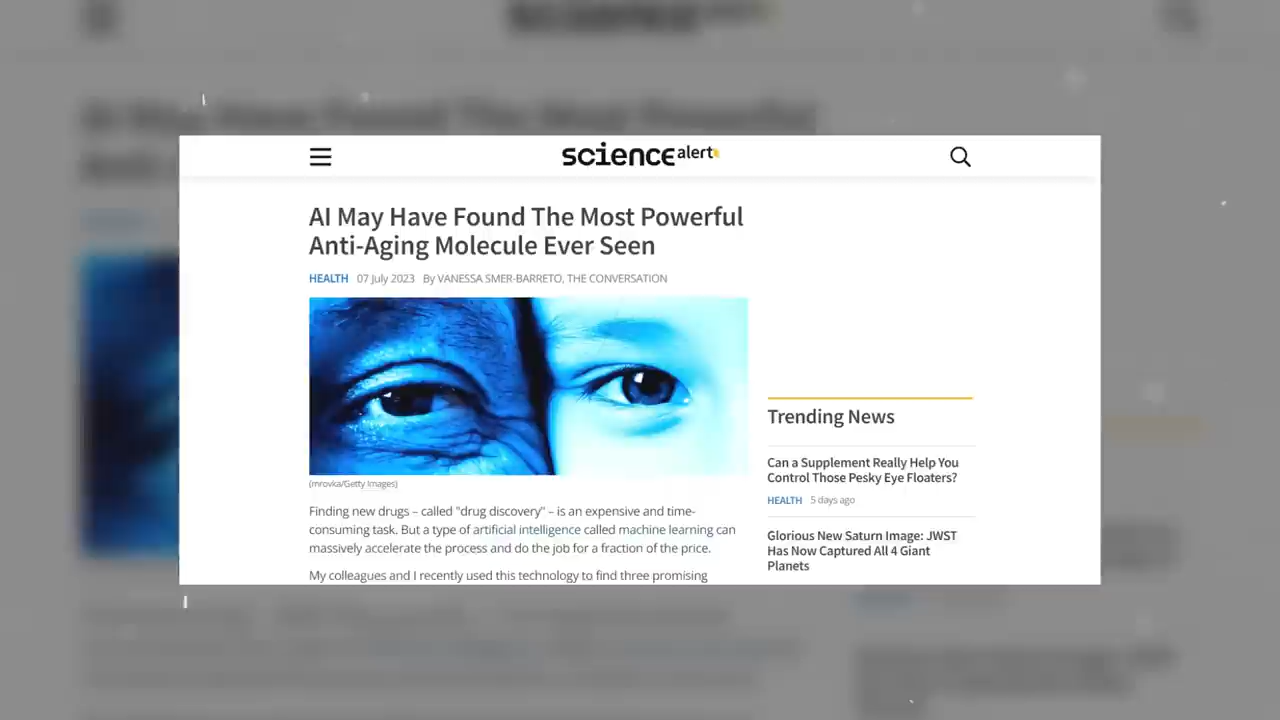 science alert
AI May Have Found The Most Powerful
Anti-Aging Molecule Ever Seen
HEALTH 07 July 2023 By VANESSA SMER-BARRETO, THE CONVERSATION
(mrovka/Getty Images)
Finding new drugs – called "drug discovery" – is an expensive and time-
consuming task. But a type of artificial intelligence called machine learning can
massively accelerate the process and do the job for a fraction of the price.
My colleagues and I recently used this technology to find three promising
Trending News
Can a Supplement Really Help You
Control Those Pesky Eye Floaters?
HEALTH 5 days ago
Glorious New Saturn Image: JWST
Has Now Captured All 4 Giant
Planets